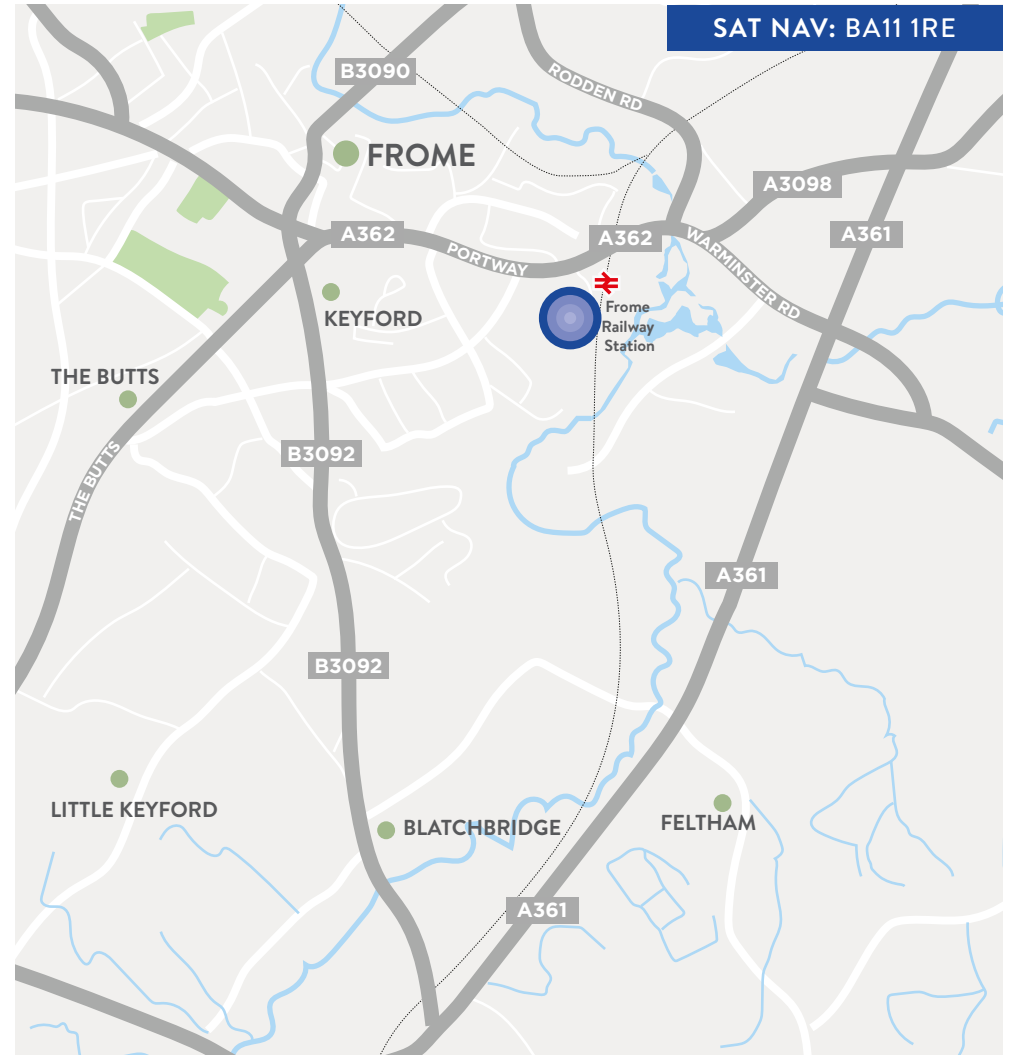 SAT NAV: BA11 1RE
B3090
RODDEN RD
FROME
A3098
A362
A362
A361
PORTWAY
WARMINSTER RD
KEYFORD
Frome
Railway
Station
THE BUTTS
B3092
THE BUTTS
A361
B3092
LITTLE KEYFORD
BLATCHBRIDGE
FELTHAM
A361